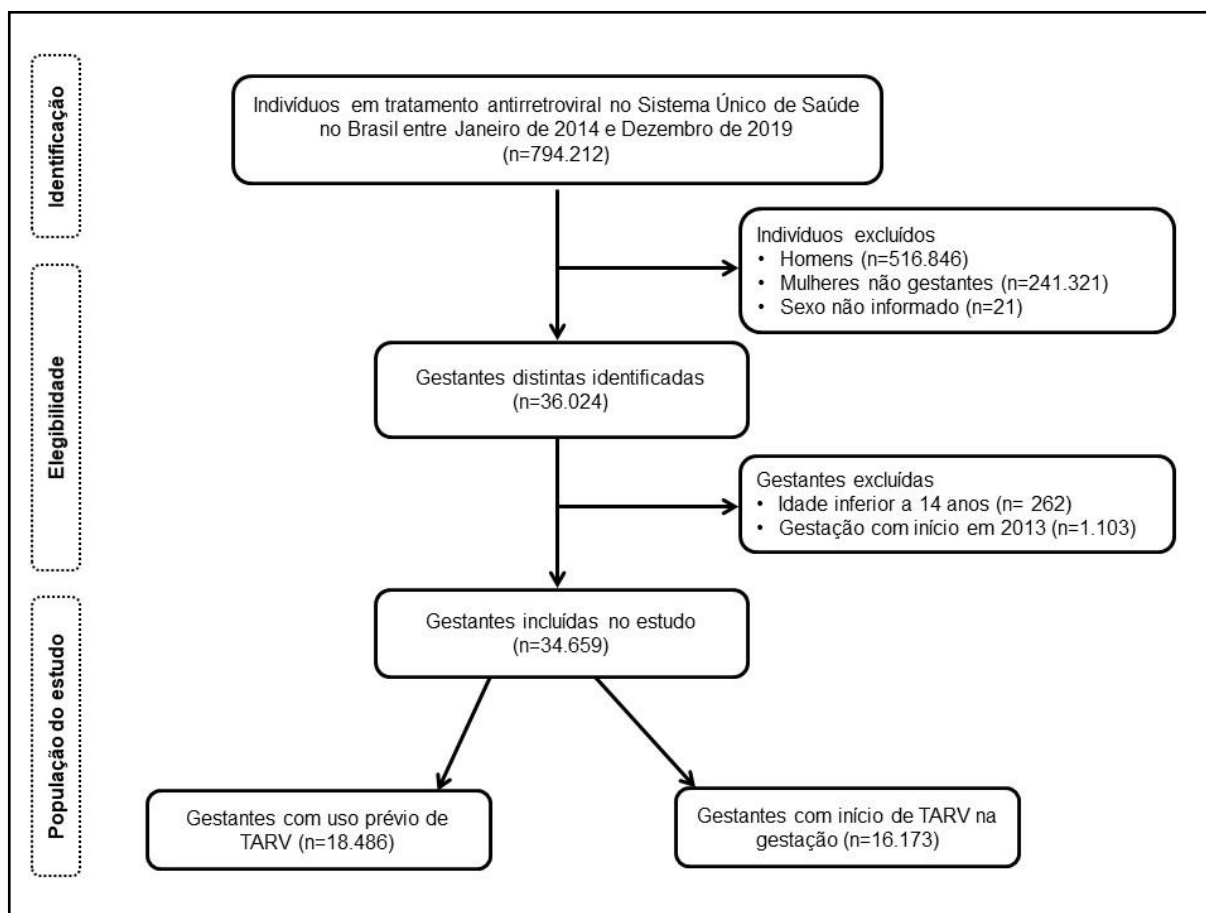 Identificação
Indivíduos em tratamento antirretroviral no Sistema Único de Saúde
no Brasil entre Janeiro de 2014 e Dezembro de 2019
(n=794.212)
Indivíduos excluídos
• Homens (n=516.846)
• Mulheres não gestantes (n=241.321)
• Sexo não informado (n=21)
Elegibilidade
Gestantes distintas identificadas
(n=36.024)
Gestantes excluídas
• Idade inferior a 14 anos (n= 262)
• Gestação com início em 2013 (n=1.103)
População do estudo
Gestantes incluídas no estudo
(n=34.659)
Gestantes com uso prévio de
TARV (n=18.486)
Gestantes com início de TARV na
gestação (n=16.173)